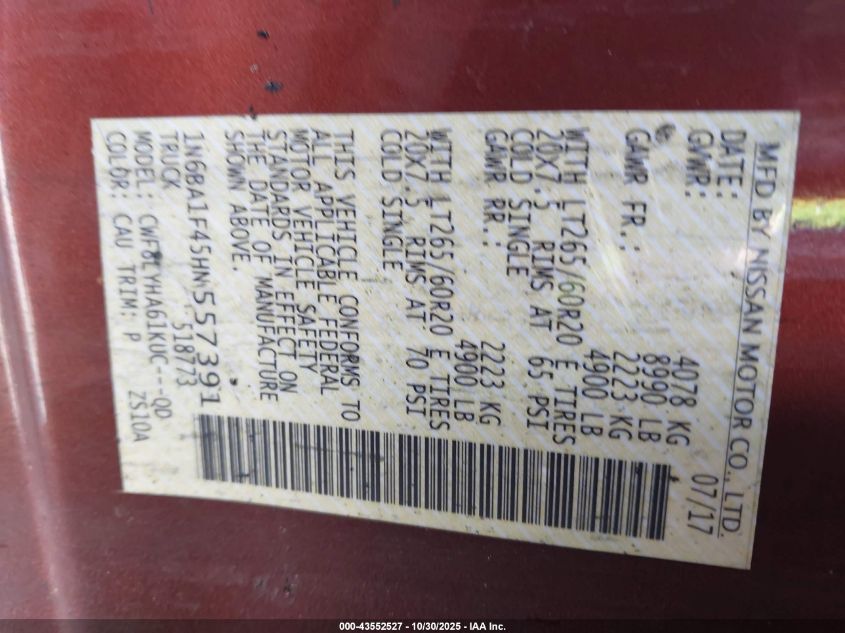 MFD BY NISSAN MOTOR CO., LTD.
DATE: 07/17
GVWR: 4078 KG
8990 LB
GAWR FR.: 2223 KG
4900 LB
WITH LT265/60R20 E TIRES
20X7.5 RIMS AT 65 PSI
COLD SINGLE
GAWR RR.: 2223 KG
4900 LB
WITH LT265/60R20 E TIRES
20X7.5 RIMS AT 70 PSI
COLD SINGLE
THIS VEHICLE CONFORMS TO
ALL APPLICABLE FEDERAL
MOTOR VEHICLE SAFETY
STANDARDS IN EFFECT ON
THE DATE OF MANUFACTURE
SHOWN ABOVE.
1N6BA1F45HN557391
TRUCK 518773
MODEL:
COLOR: CAU TRIM: P ZS10A
000-43552527 - 10/30/2025 - IAA Inc.